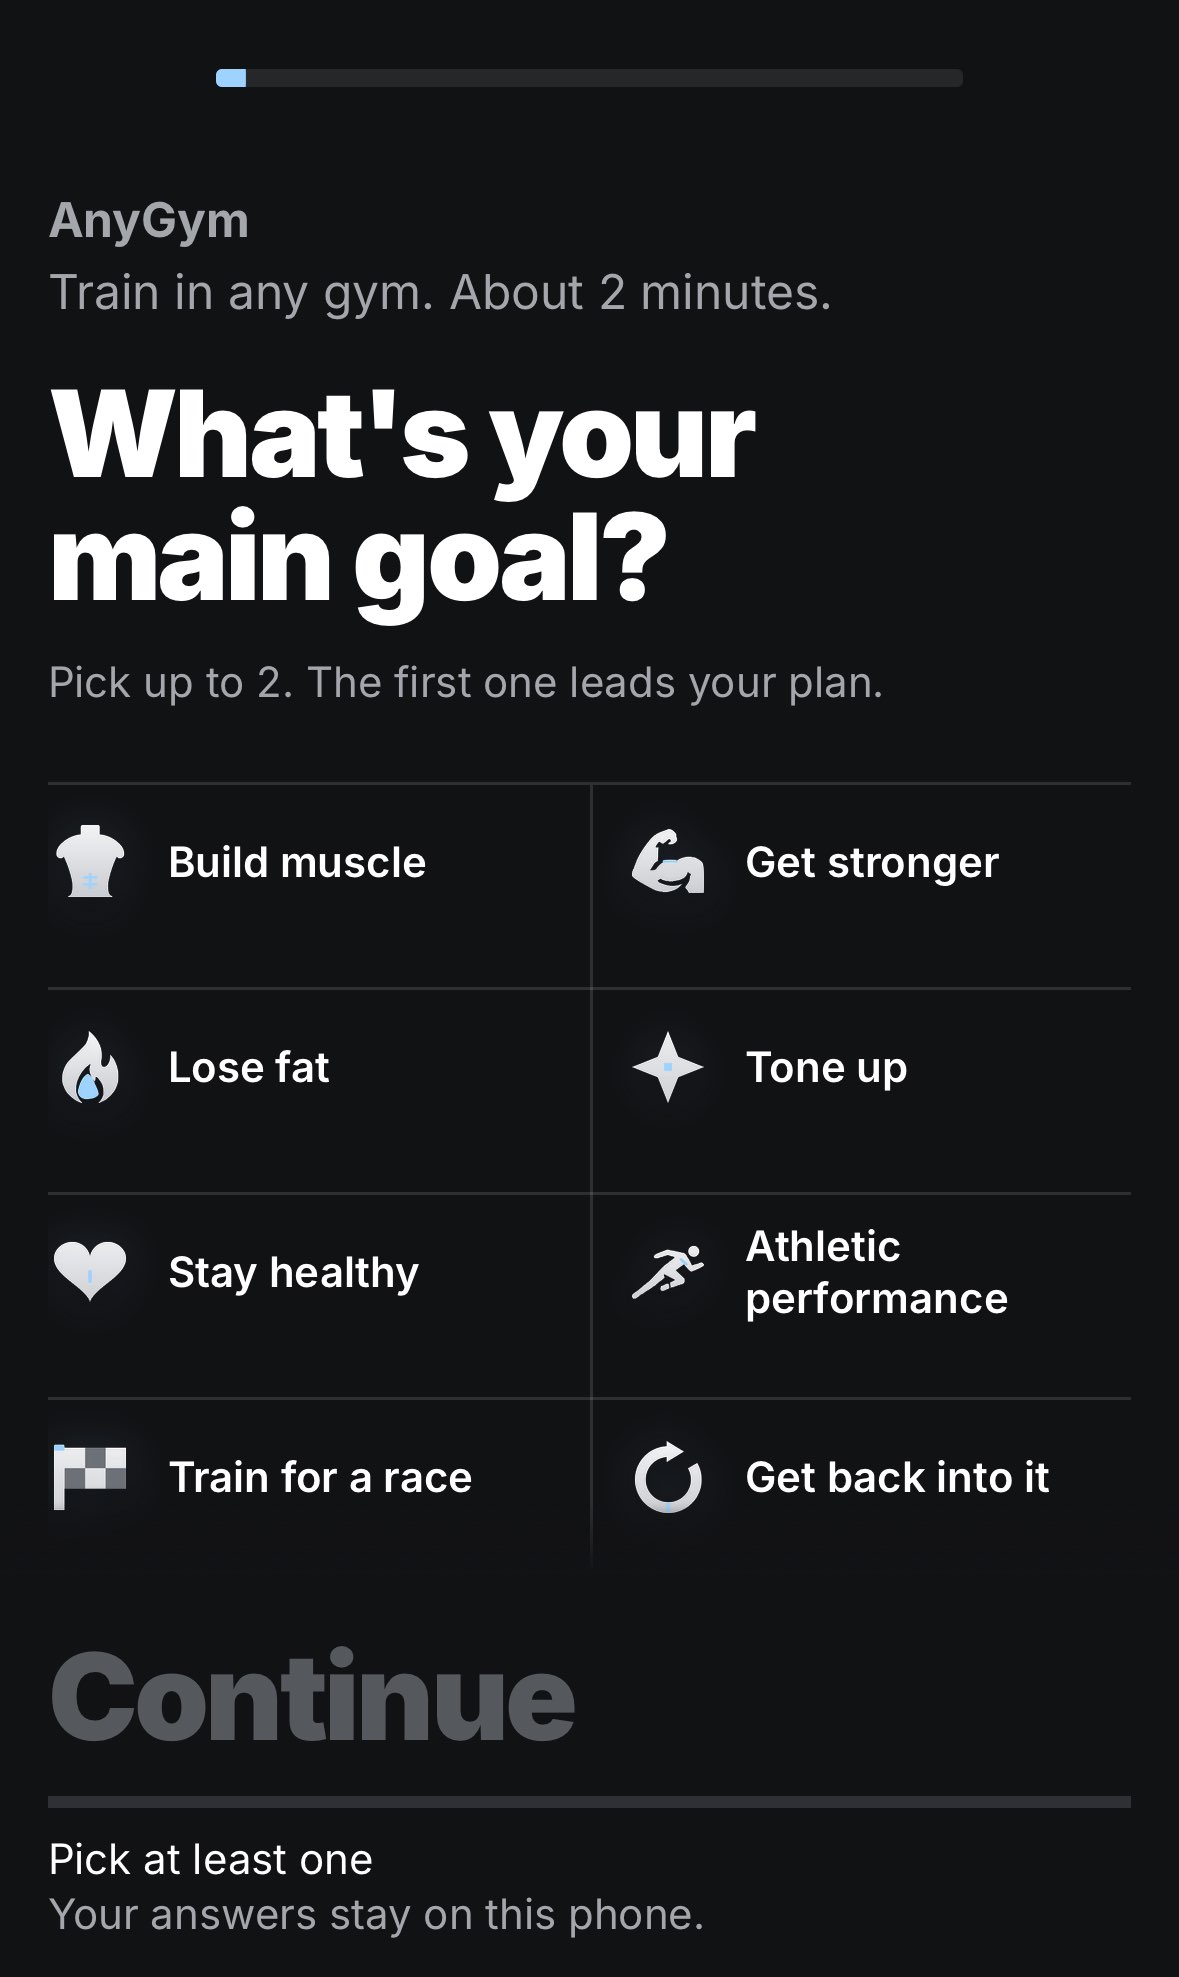 AnyGym
Train in any gym. About 2 minutes.
What's your
main goal?
Pick up to 2. The first one leads your plan.
Build muscle
Get stronger
Lose fat
Tone up
Stay healthy
Athletic
performance
Train for a race
Get back into it
Continue
Pick at least one
Your answers stay on this phone.